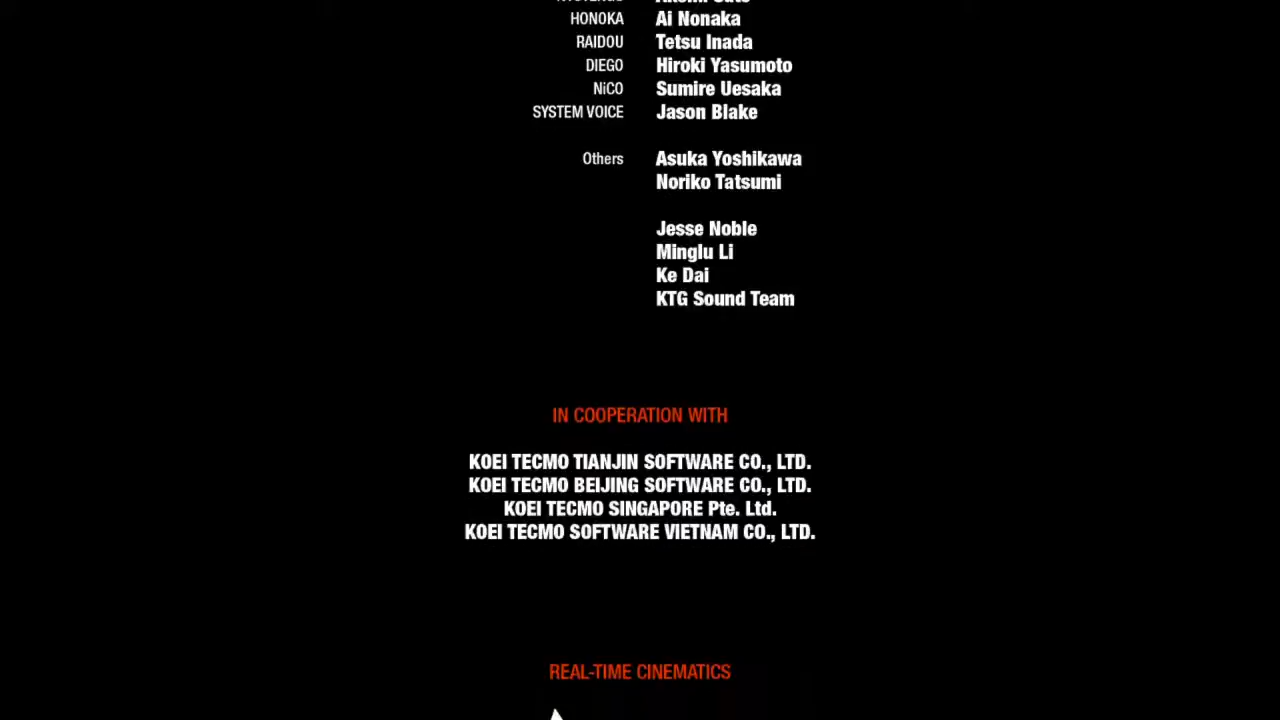 HONOKA Ai Nonaka
RAIDOU Tetsu Inada
DIEGO Hiroki Yasumoto
NiCO Sumire Uesaka
SYSTEM VOICE Jason Blake
Others Asuka Yoshikawa
Noriko Tatsumi
Jesse Noble
Minglu Li
Ke Dai
KTG Sound Team
IN COOPERATION WITH
KOEI TECMO TIANJIN SOFTWARE CO., LTD.
KOEI TECMO BEIJING SOFTWARE CO., LTD.
KOEI TECMO SINGAPORE Pte. Ltd.
KOEI TECMO SOFTWARE VIETNAM CO., LTD.
REAL-TIME CINEMATICS